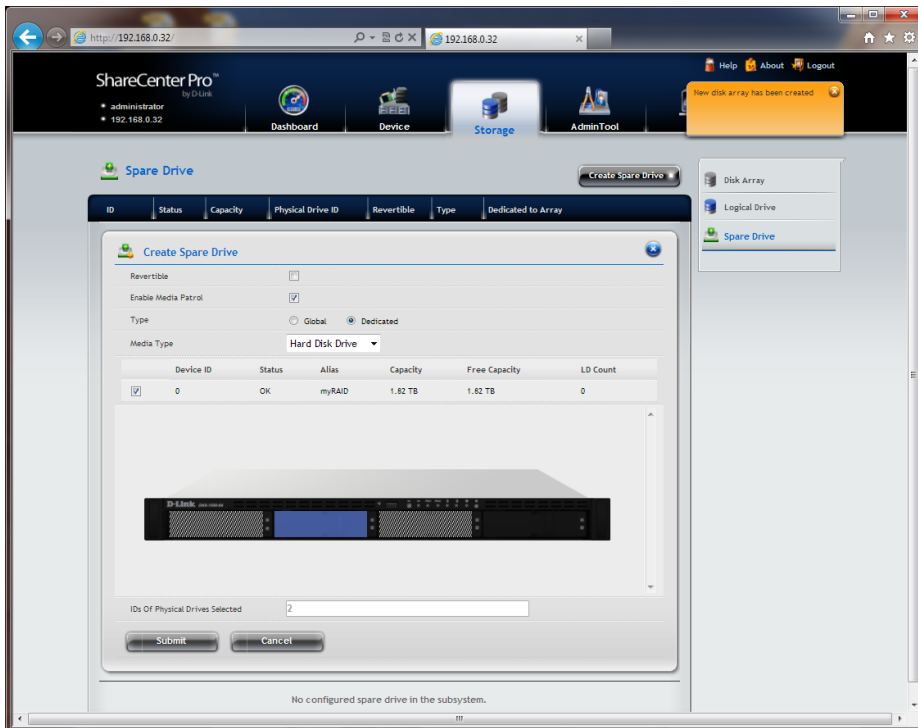 http://192.168.0.32/
192.168.0.32
ShareCenter Pro™
by D-Link
administrator
192.168.0.32
Dashboard
Device
Storage
AdminTool
Help
About
Logout
New disk array has been created
Spare Drive
Create Spare Drive
Disk Array
Logical Drive
Spare Drive
ID Status Capacity Physical Drive ID Revertible Type Dedicated to Array
Create Spare Drive
Revertible
Enable Media Patrol
Type Global Dedicated
Media Type Hard Disk Drive
Device ID Status Alias Capacity Free Capacity LD Count
0 OK myRAID 1.82 TB 1.82 TB 0
D-Link
IDs Of Physical Drives Selected 2
Submit Cancel
No configured spare drive in the subsystem.